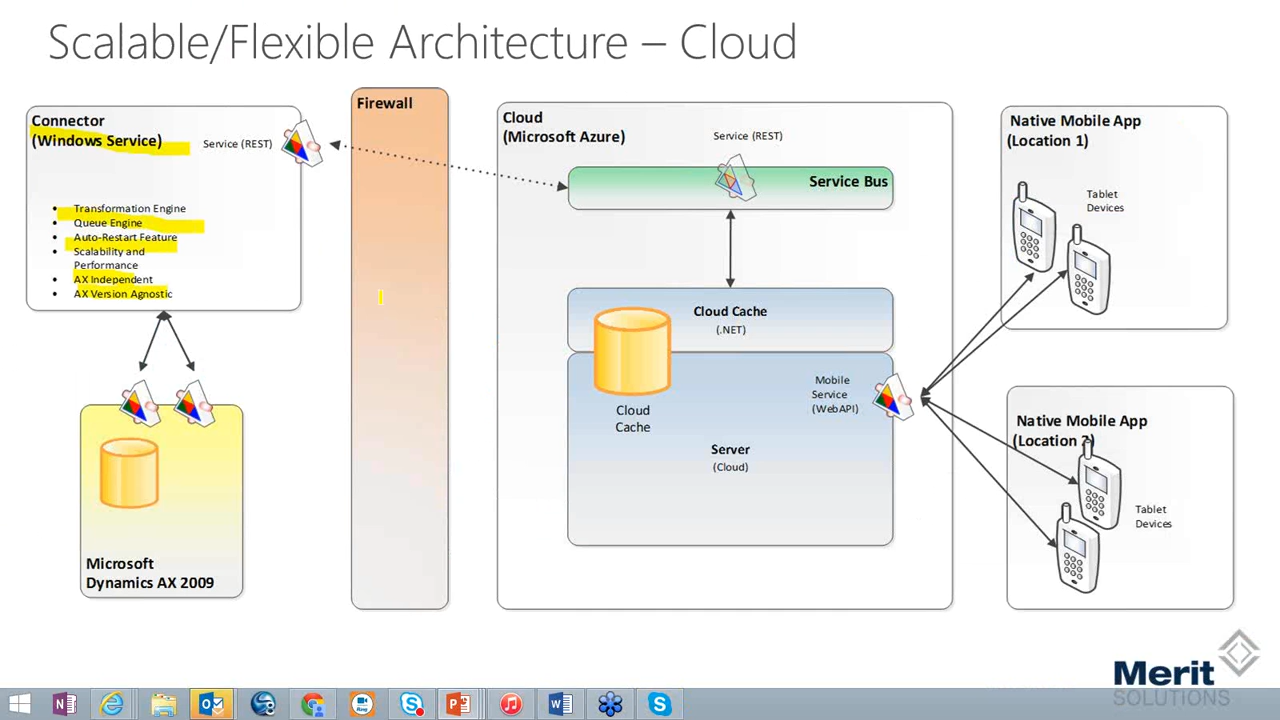 Scalable/Flexible Architecture – Cloud
Connector
(Windows Service)
Service (REST)
• Transformation Engine
• Queue Engine
• Auto-Restart Feature
• Scalability and
Performance
• AX Independent
• AX Version Agnostic
Microsoft
Dynamics AX 2009
Firewall
Cloud
(Microsoft Azure)
Service (REST)
Service Bus
Cloud Cache
(.NET)
Cloud
Cache
Mobile
Service
(WebAPI)
Server
(Cloud)
Native Mobile App
(Location 1)
Tablet
Devices
Native Mobile App
(Location 2)
Tablet
Devices
Merit
SOLUTIONS